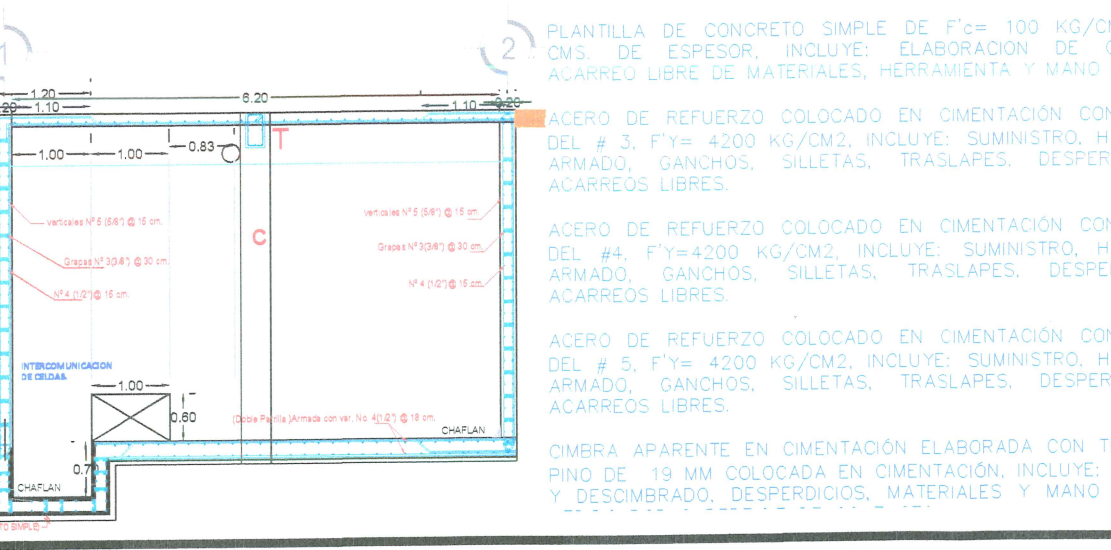 1
2
1.20
.20
1.10
6.20
1.10
0.20
1.00
1.00
0.83
T
C
verticales Nº 5 (5/8") @ 15 cm.
Grapas Nº 3(3/8") @ 30 cm.
Nº 4 (1/2") @ 15 cm.
verticales Nº 5 (5/8") @ 15 cm.
Grapas Nº 3(3/8") @ 30 cm.
Nº 4 (1/2") @ 15 cm.
INTERCOMUNICACION
DE CELDAS.
1.00
0.60
(Doble Parrilla )Armada con var. No. 4(1/2") @ 18 cm.
CHAFLAN
0.7
CHAFLAN
TO SIMPLE)
PLANTILLA DE CONCRETO SIMPLE DE F'c= 100 KG/CM
CMS. DE ESPESOR, INCLUYE: ELABORACION DE C
ACARREO LIBRE DE MATERIALES, HERRAMIENTA Y MANO
ACERO DE REFUERZO COLOCADO EN CIMENTACIÓN CON
DEL # 3, F'Y= 4200 KG/CM2, INCLUYE: SUMINISTRO, H
ARMADO, GANCHOS, SILLETAS, TRASLAPES, DESPER
ACARREOS LIBRES.
ACERO DE REFUERZO COLOCADO EN CIMENTACIÓN CON
DEL #4, F'Y=4200 KG/CM2, INCLUYE: SUMINISTRO, H
ARMADO, GANCHOS, SILLETAS, TRASLAPES, DESPE
ACARREOS LIBRES.
ACERO DE REFUERZO COLOCADO EN CIMENTACIÓN CON
DEL # 5, F'Y= 4200 KG/CM2, INCLUYE: SUMINISTRO, H
ARMADO, GANCHOS, SILLETAS, TRASLAPES, DESPER
ACARREOS LIBRES.
CIMBRA APARENTE EN CIMENTACIÓN ELABORADA CON T
PINO DE 19 MM COLOCADA EN CIMENTACIÓN, INCLUYE:
Y DESCIMBRADO, DESPERDICIOS, MATERIALES Y MANO